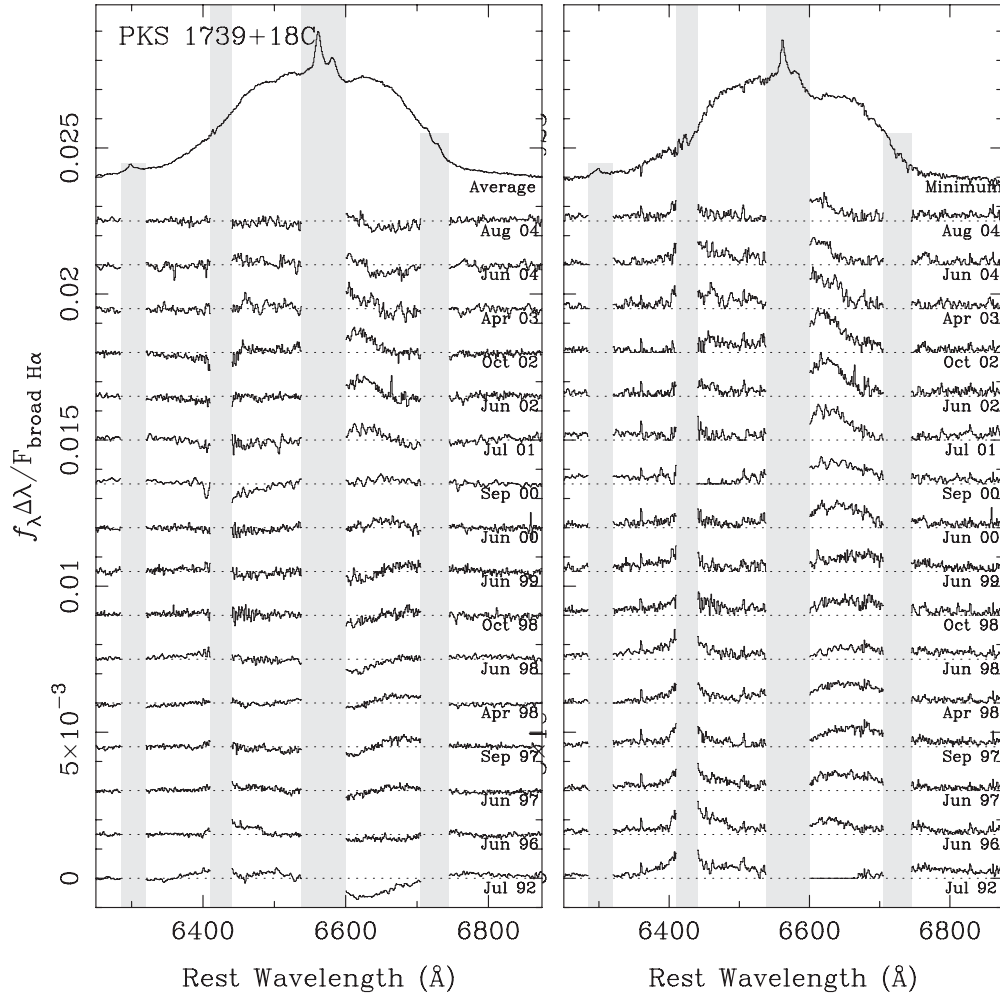 PKS 1739+18C
0.025
0.02
0.015
0.01
5×10⁻³
0
f_λΔλ/F_broad Hα
Average
Aug 04
Jun 04
Apr 03
Oct 02
Jun 02
Jul 01
Sep 00
Jun 00
Jun 99
Oct 98
Jun 98
Apr 98
Sep 97
Jun 97
Jun 96
Jul 92
6400
6600
6800
Rest Wavelength (Å)
Minimum
Aug 04
Jun 04
Apr 03
Oct 02
Jun 02
Jul 01
Sep 00
Jun 00
Jun 99
Oct 98
Jun 98
Apr 98
Sep 97
Jun 97
Jun 96
Jul 92
6400
6600
6800
Rest Wavelength (Å)